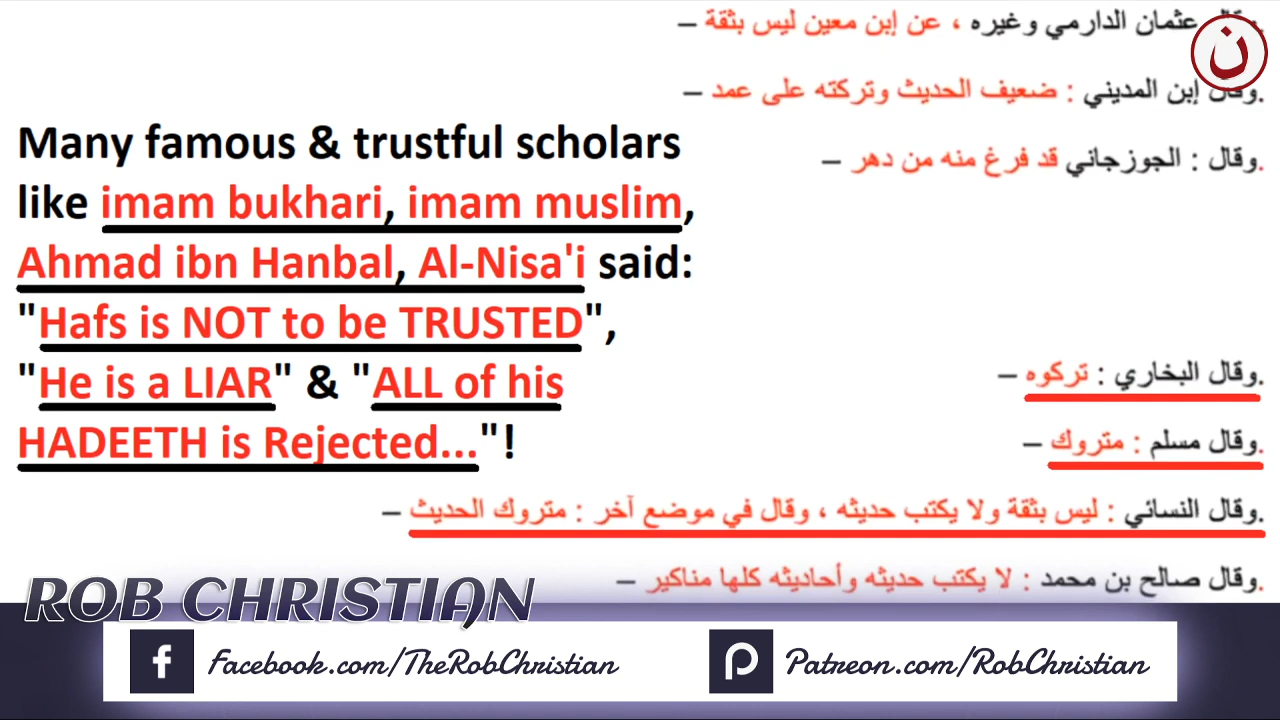 .وقال عثمان الدارمي وغيره ، عن إبن معين ليس بثقة –
ن
.وقال إبن المديني : ضعيف الحديث وتركته على عمد –
.وقال : الجوزجاني قد فرغ منه من دهر –
Many famous & trustful scholars
like imam bukhari, imam muslim,
Ahmad ibn Hanbal, Al-Nisa'i said:
"Hafs is NOT to be TRUSTED",
"He is a LIAR" & "ALL of his
HADEETH is Rejected..."!
.وقال البخاري : تركوه –
.وقال مسلم : متروك –
.وقال النسائي : ليس بثقة ولا يكتب حديثه ، وقال في موضع آخر : متروك الحديث –
.وقال صالح بن محمد : لا يكتب حديثه وأحاديثه كلها مناكير –
ROB CHRISTIAN
f Facebook.com/TheRobChristian
Patreon.com/RobChristian